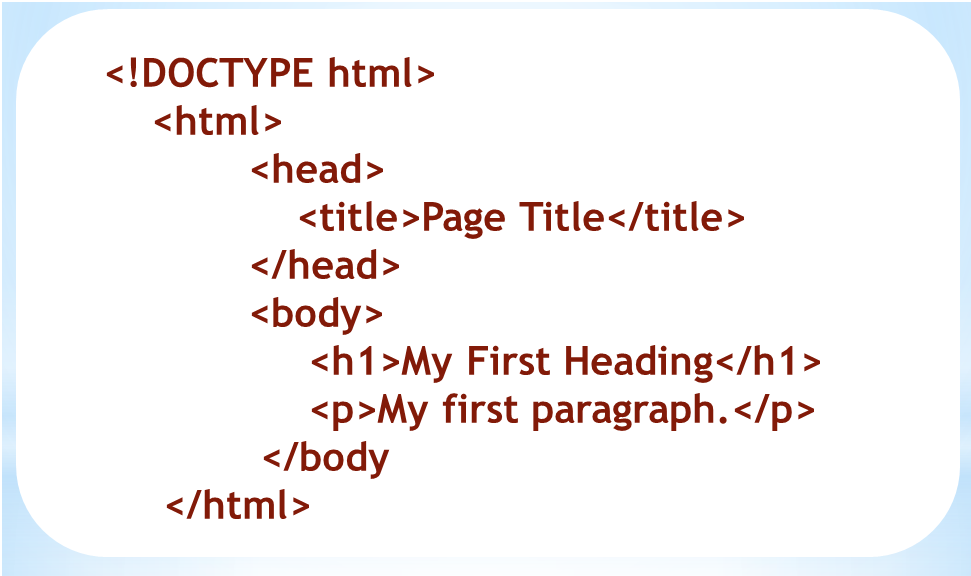 <!DOCTYPE html>
<html>
<head>
<title>Page Title</title>
</head>
<body>
<h1>My First Heading</h1>
<p>My first paragraph.</p>
</body
</html>